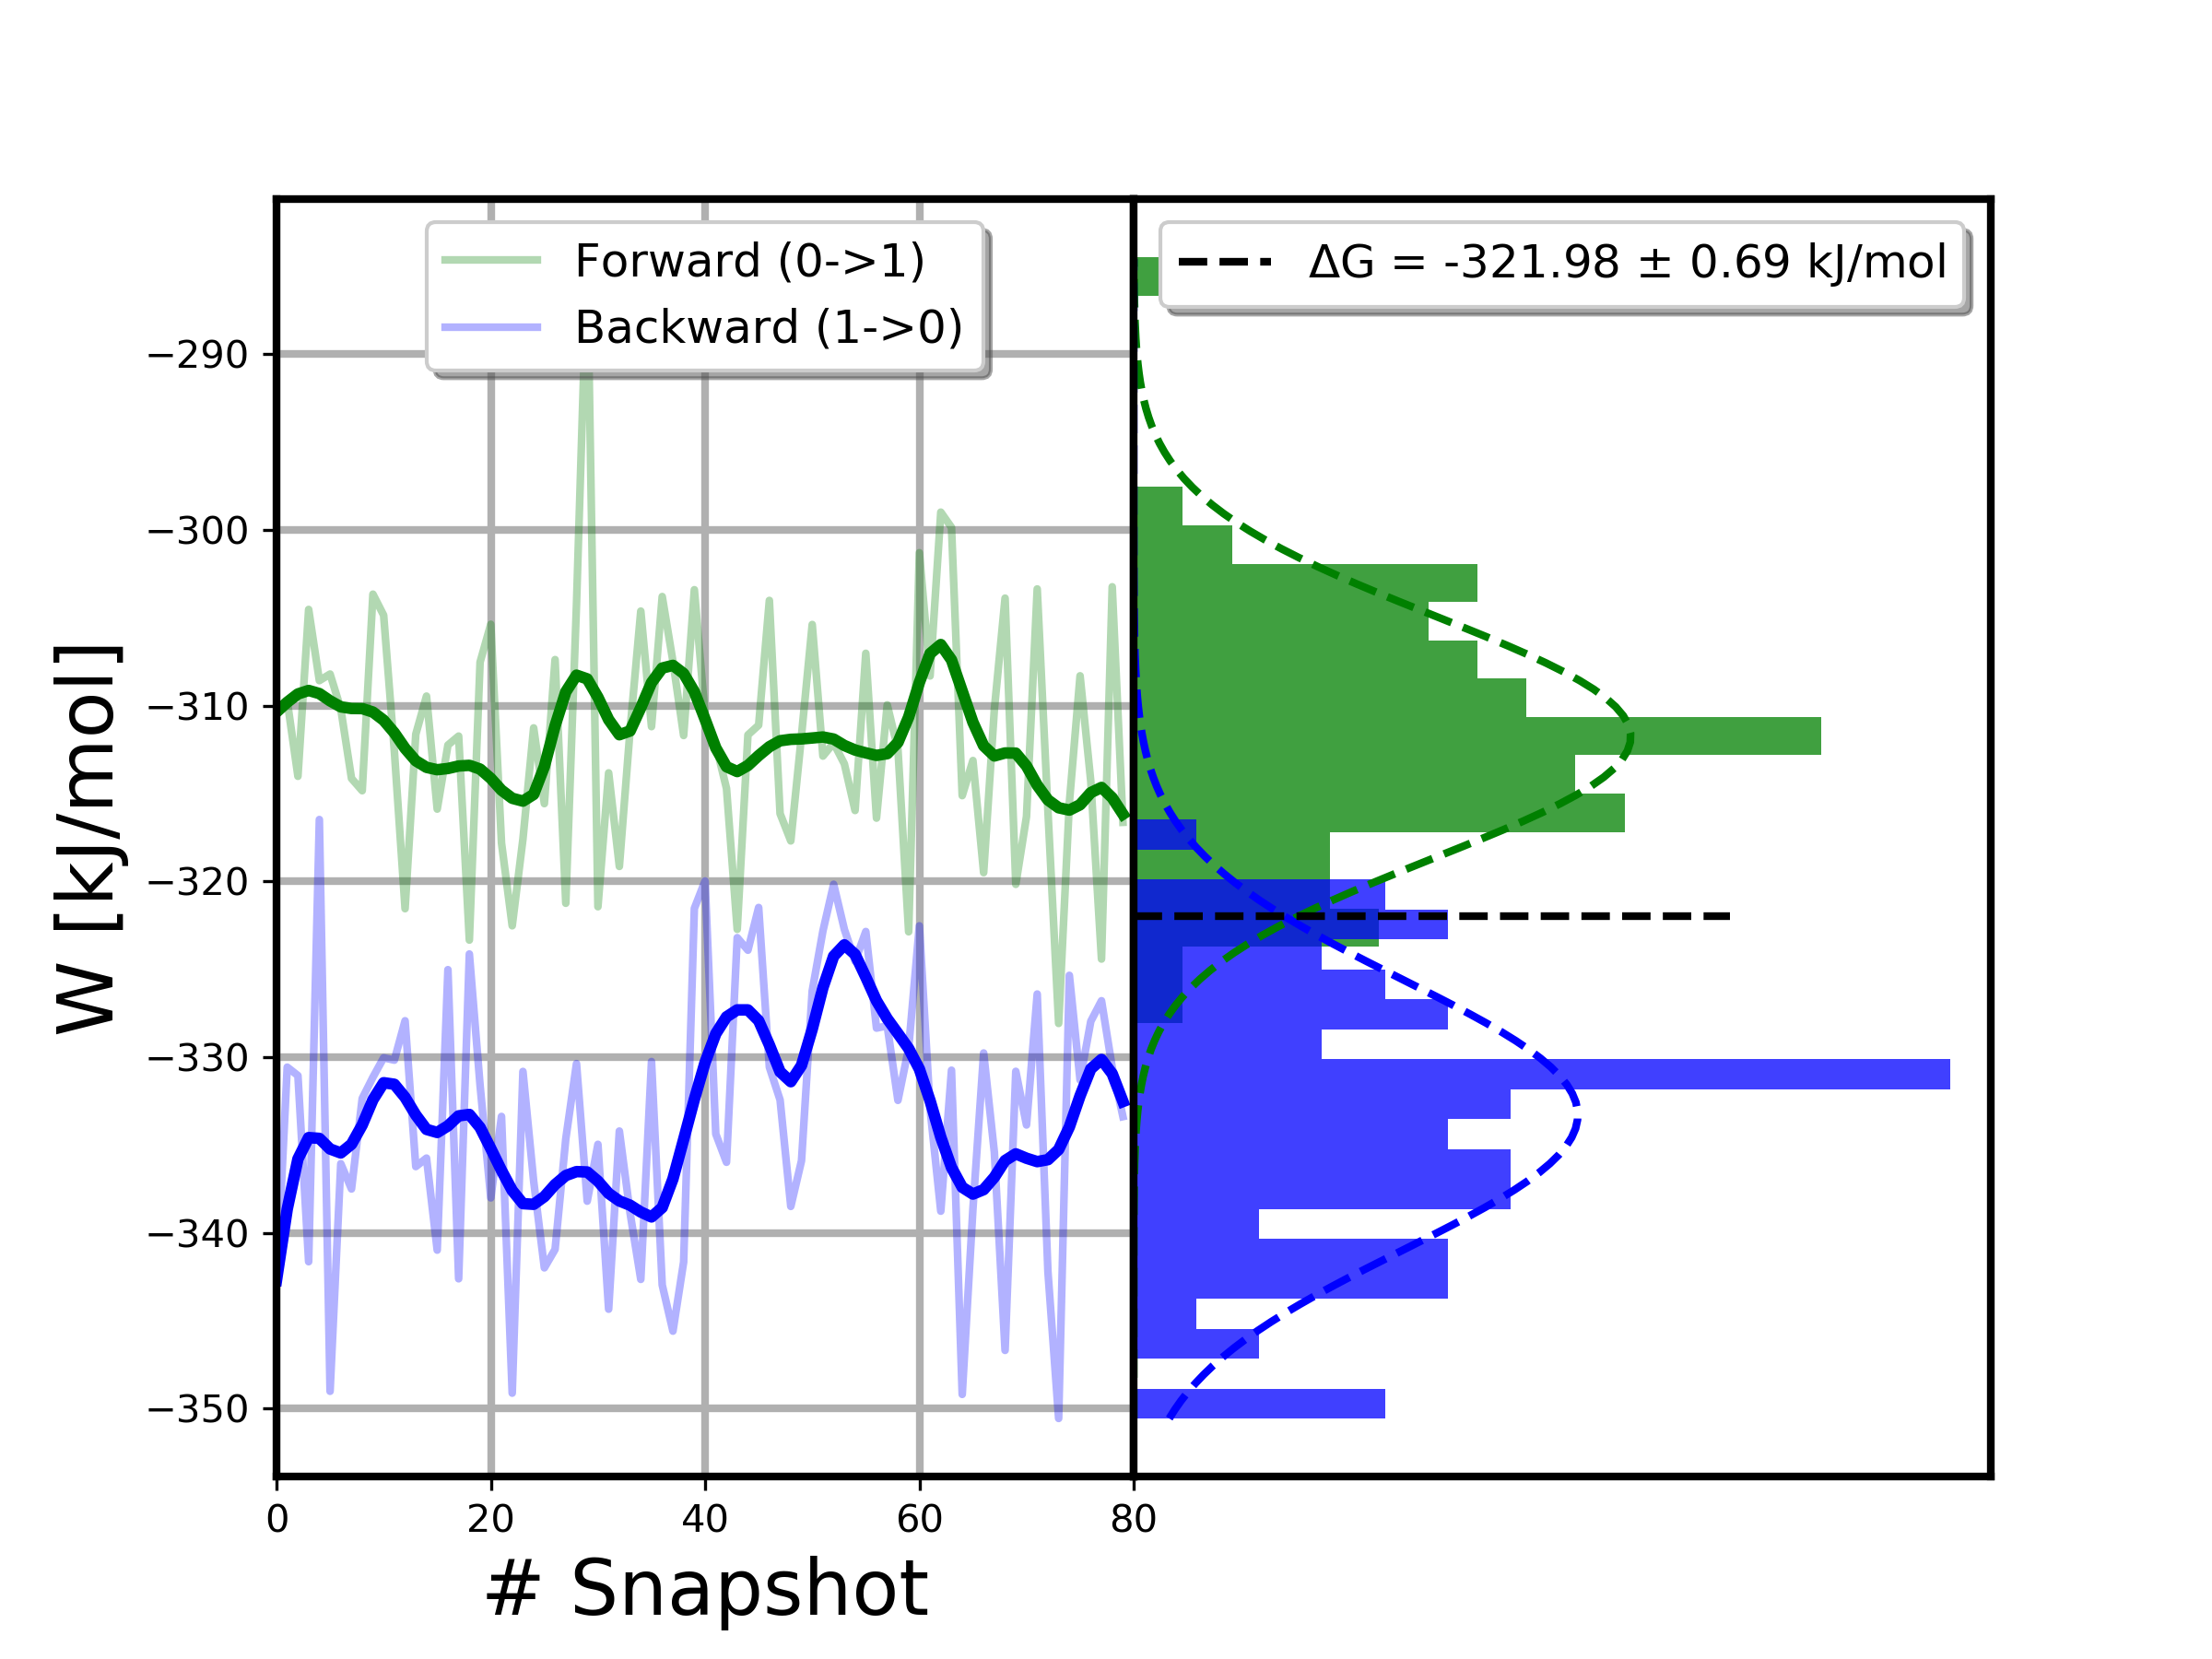 Forward (0->1)
Backward (1->0)
ΔG = -321.98 ± 0.69 kJ/mol
−290
−300
−310
−320
−330
−340
−350
W [kJ/mol]
0 20 40 60 80
# Snapshot